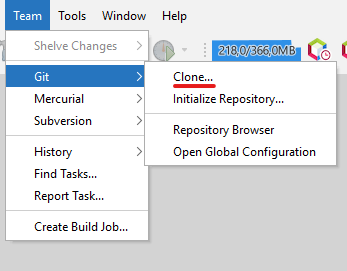 Team Tools Window Help
Shelve Changes
218,0/366,0MB
Git
Clone...
Mercurial
Initialize Repository...
Subversion
Repository Browser
History
Open Global Configuration
Find Tasks...
Report Task...
Create Build Job...